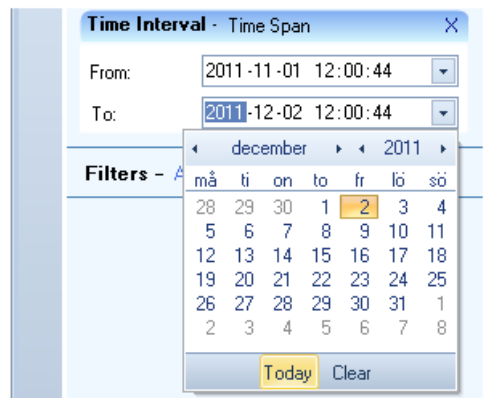 Time Interval - Time Span X
From: 2011-11-01 12:00:44
To: 2011-12-02 12:00:44
december 2011
Filters - A
må ti on to fr lö sö
28 29 30 1 2 3 4
5 6 7 8 9 10 11
12 13 14 15 16 17 18
19 20 21 22 23 24 25
26 27 28 29 30 31 1
2 3 4 5 6 7 8
Today Clear